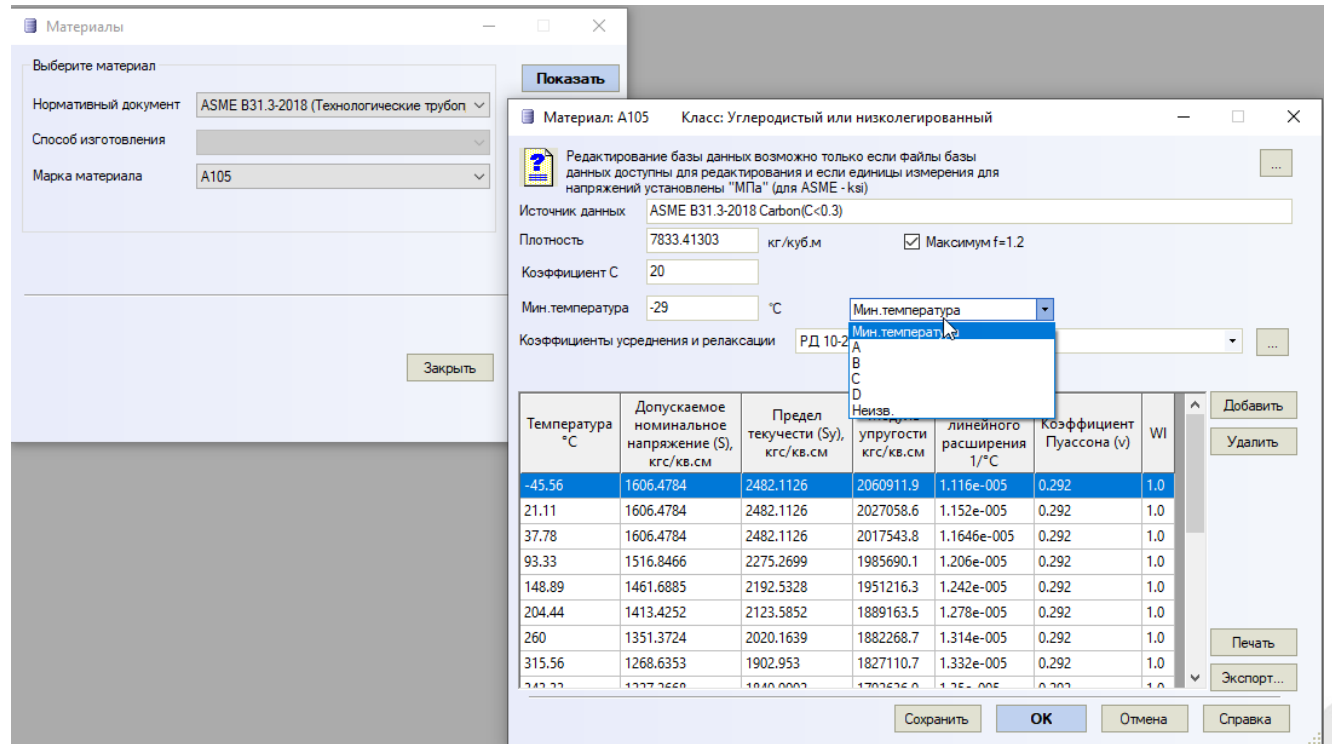 Материалы
Выберите материал
Показать
Нормативный документ ASME B31.3-2018 (Технологические трубоп
Способ изготовления
Марка материала A105
Закрыть
Материал: A105 Класс: Углеродистый или низколегированный
Редактирование базы данных возможно только если файлы базы
данных доступны для редактирования и если единицы измерения для
напряжений установлены "МПа" (для ASME - ksi)
...
Источник данных ASME B31.3-2018 Carbon(C<0.3)
Плотность 7833.41303 кг/куб.м Максимум f=1.2
Коэффициент C 20
Мин.температура -29 °C Мин.температура
Мин.температура
A
B
C
D
Неизв.
Коэффициенты усреднения и релаксации РД 10-2 ...
Температура °C
Допускаемое номинальное напряжение (S), кгс/кв.см
Предел текучести (Sy), кгс/кв.см
упругости кгс/кв.см
линейного расширения 1/°C
Коэффициент Пуассона (ν)
WI
Добавить
Удалить
-45.56 1606.4784 2482.1126 2060911.9 1.116e-005 0.292 1.0
21.11 1606.4784 2482.1126 2027058.6 1.152e-005 0.292 1.0
37.78 1606.4784 2482.1126 2017543.8 1.1646e-005 0.292 1.0
93.33 1516.8466 2275.2699 1985690.1 1.206e-005 0.292 1.0
148.89 1461.6885 2192.5328 1951216.3 1.242e-005 0.292 1.0
204.44 1413.4252 2123.5852 1889163.5 1.278e-005 0.292 1.0
260 1351.3724 2020.1639 1882268.7 1.314e-005 0.292 1.0
315.56 1268.6353 1902.953 1827110.7 1.332e-005 0.292 1.0
Печать
Экспорт...
Сохранить OK Отмена Справка